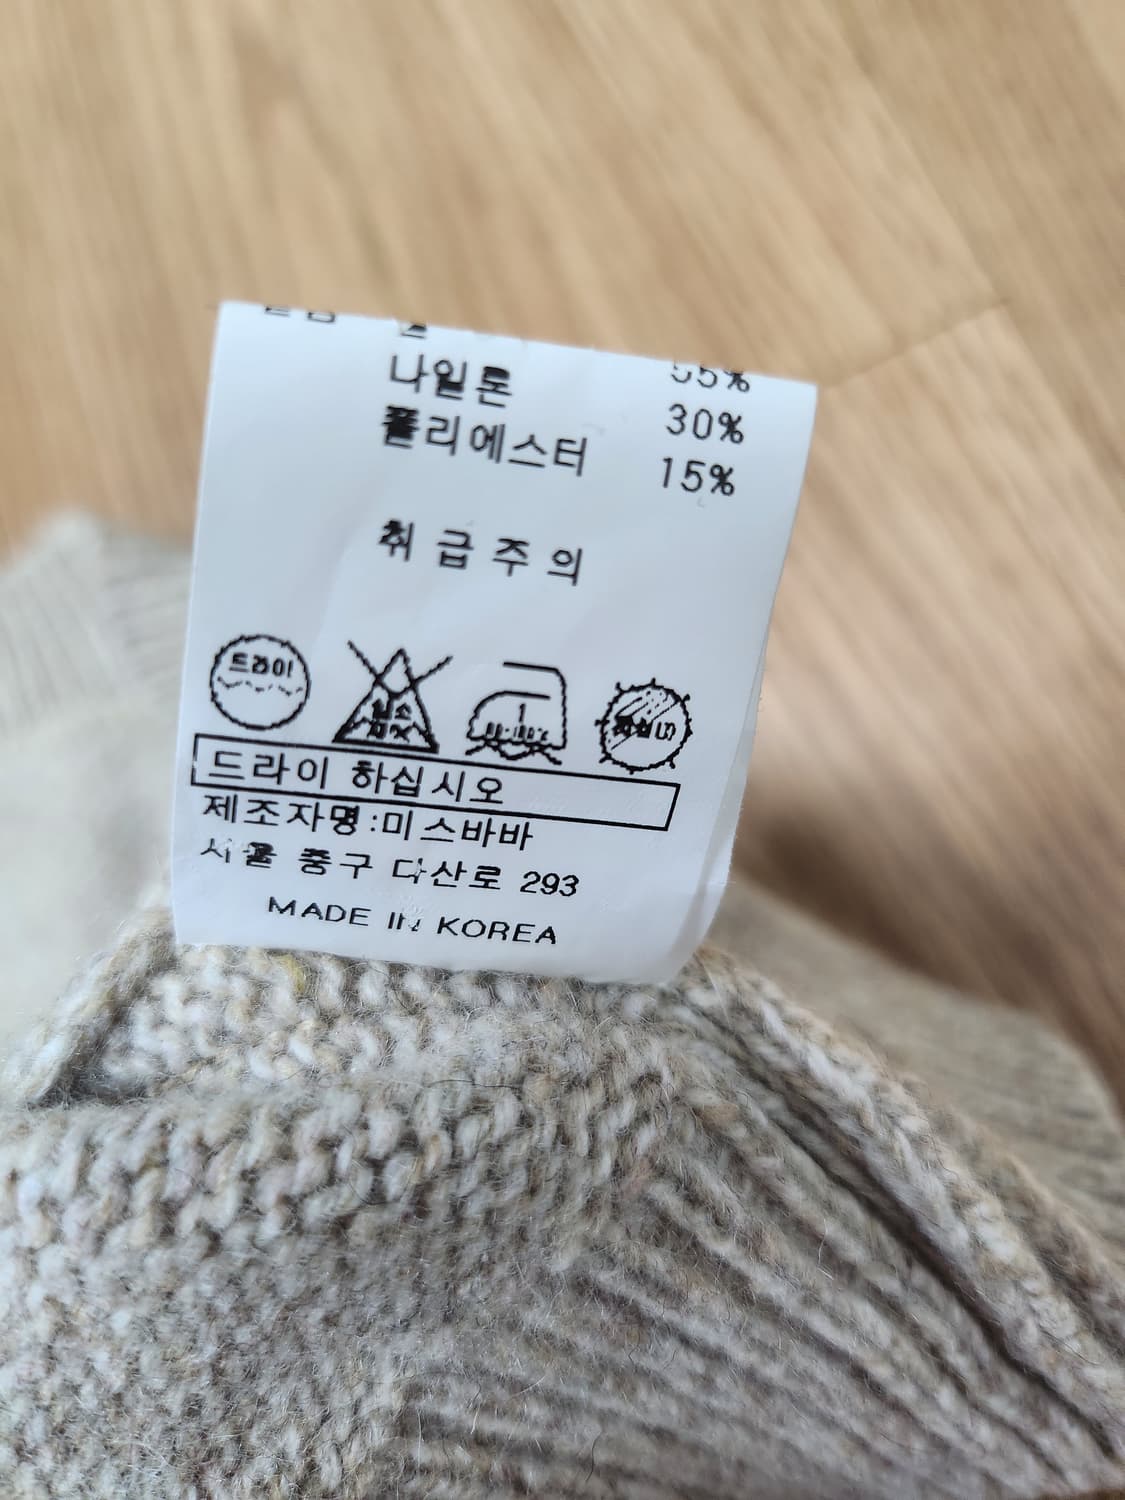 나일론 30%
폴리에스터 15%
취급주의
드라이
드라이 하십시오
제조자명:미스바바
서울 중구 다산로 293
MADE IN KOREA